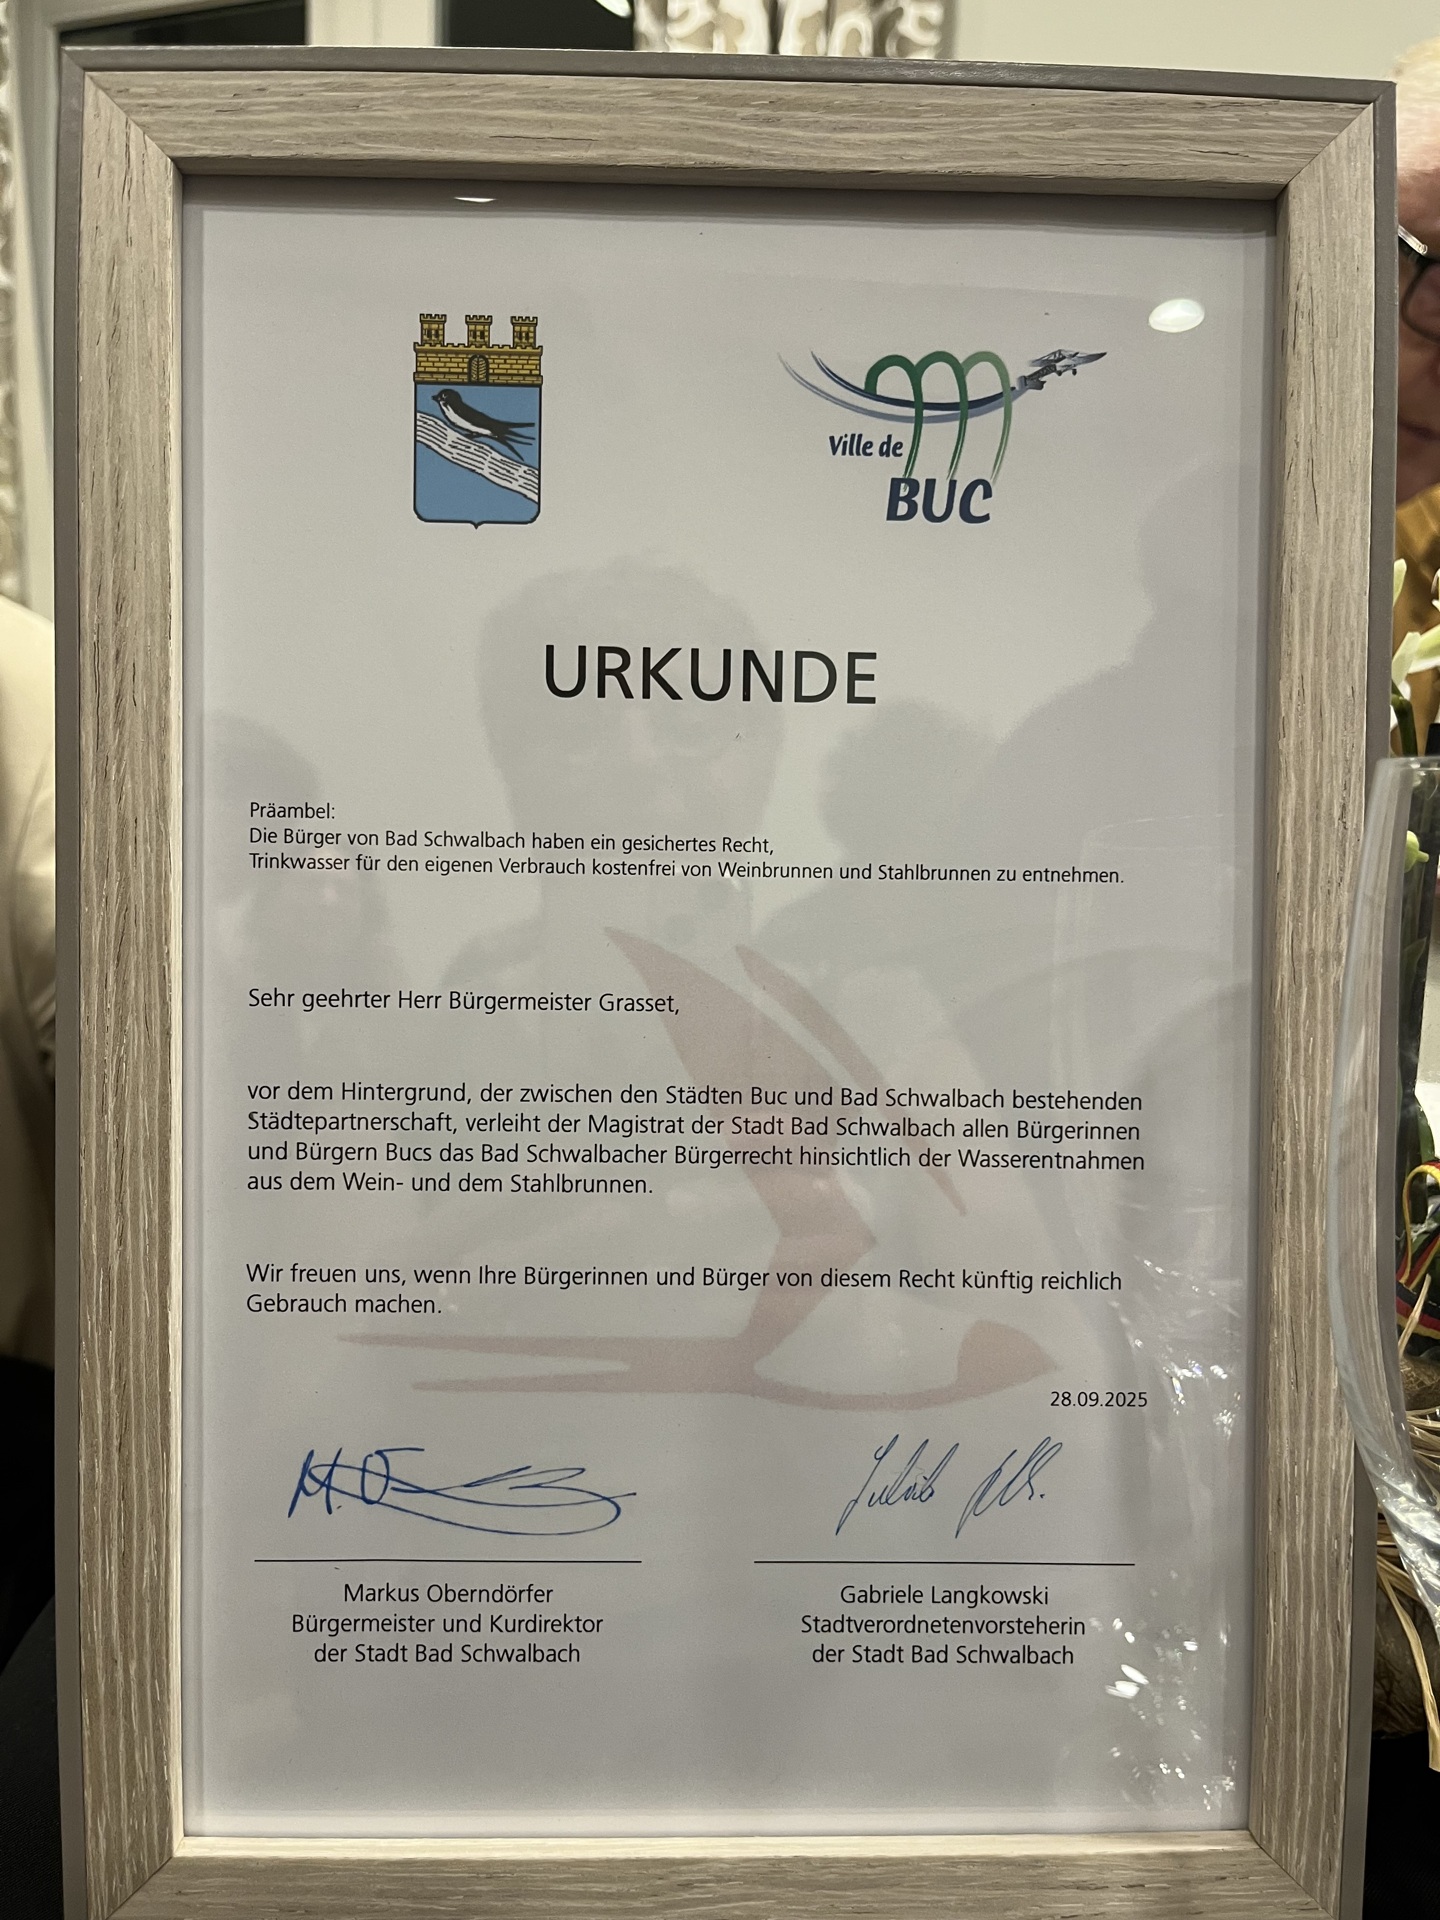 Ville de
BUC
URKUNDE
Präambel:
Die Bürger von Bad Schwalbach haben ein gesichertes Recht,
Trinkwasser für den eigenen Verbrauch kostenfrei von Weinbrunnen und Stahlbrunnen zu entnehmen.
Sehr geehrter Herr Bürgermeister Grasset,
vor dem Hintergrund, der zwischen den Städten Buc und Bad Schwalbach bestehenden
Städtepartnerschaft, verleiht der Magistrat der Stadt Bad Schwalbach allen Bürgerinnen
und Bürgern Bucs das Bad Schwalbacher Bürgerrecht hinsichtlich der Wasserentnahmen
aus dem Wein- und dem Stahlbrunnen.
Wir freuen uns, wenn Ihre Bürgerinnen und Bürger von diesem Recht künftig reichlich
Gebrauch machen.
28.09.2025
Markus Oberndörfer
Bürgermeister und Kurdirektor
der Stadt Bad Schwalbach
Gabriele Langkowski
Stadtverordnetenvorsteherin
der Stadt Bad Schwalbach